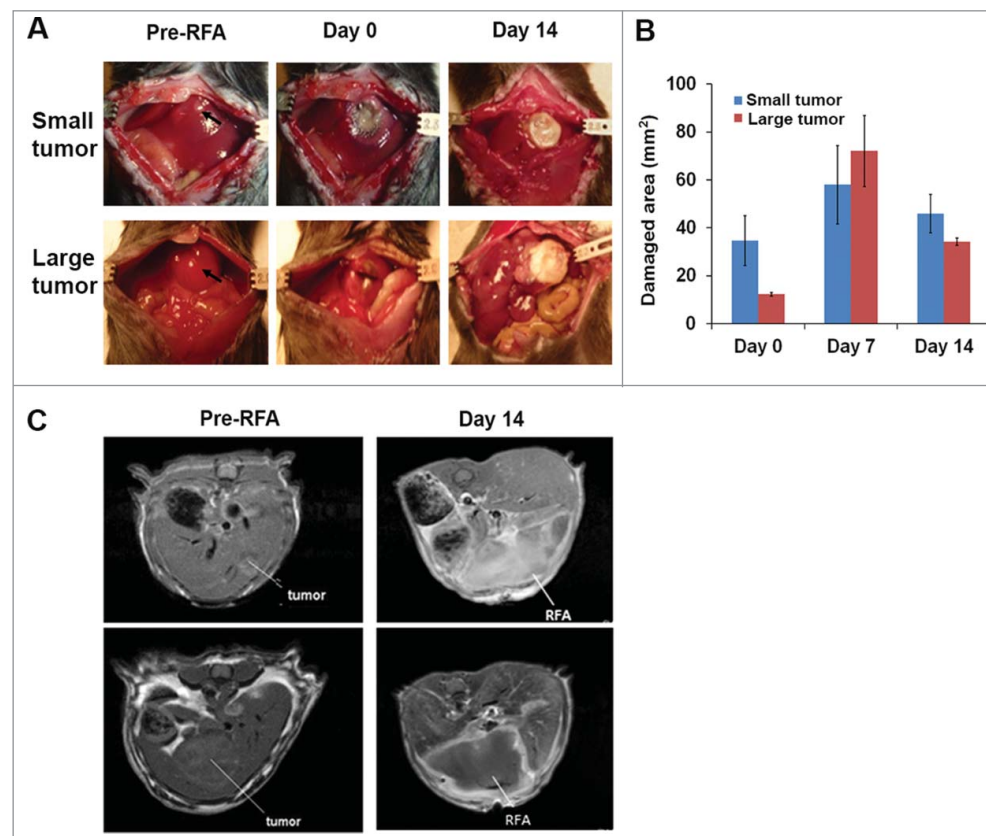 A
Pre-RFA
Day 0
Day 14
Small
tumor
Large
tumor
B
Damaged area (mm²)
100
80
60
40
20
0
Small tumor
Large tumor
Day 0
Day 7
Day 14
C
Pre-RFA
Day 14
tumor
RFA
tumor
RFA